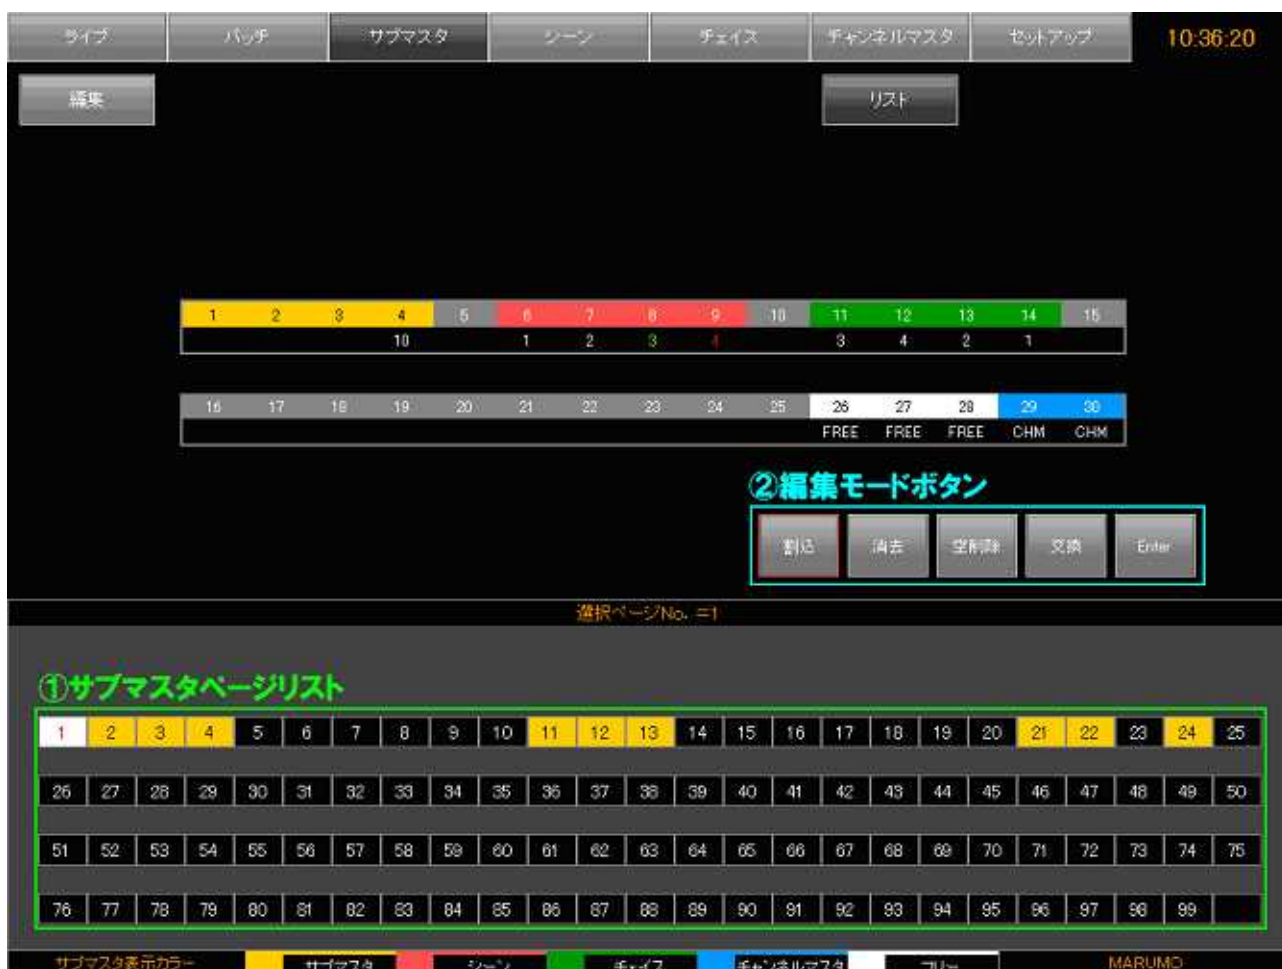 ライブ パッチ サブマスタ シーン チェイス チャンネルマスタ セットアップ 10:36:20
編集 リスト
1 2 3 4 5 6 7 8 9 10 11 12 13 14 15
10 1 2 3 4 3 4 2 1
16 17 18 19 20 21 22 23 24 25 26 27 28 29 30
FREE FREE FREE CHM CHM
②編集モードボタン
割込 消去 空削除 交換 Enter
選択ページNo. =1
①サブマスタページリスト
1 2 3 4 5 6 7 8 9 10 11 12 13 14 15 16 17 18 19 20 21 22 23 24 25
26 27 28 29 30 31 32 33 34 35 36 37 38 39 40 41 42 43 44 45 46 47 48 49 50
51 52 53 54 55 56 57 58 59 60 61 62 63 64 65 66 67 68 69 70 71 72 73 74 75
76 77 78 79 80 81 82 83 84 85 86 87 88 89 90 91 92 93 94 95 96 97 98 99
サブマスタ表示カラー サブマスタ シーン チェイス チャンネルマスタ フリー MARUMO